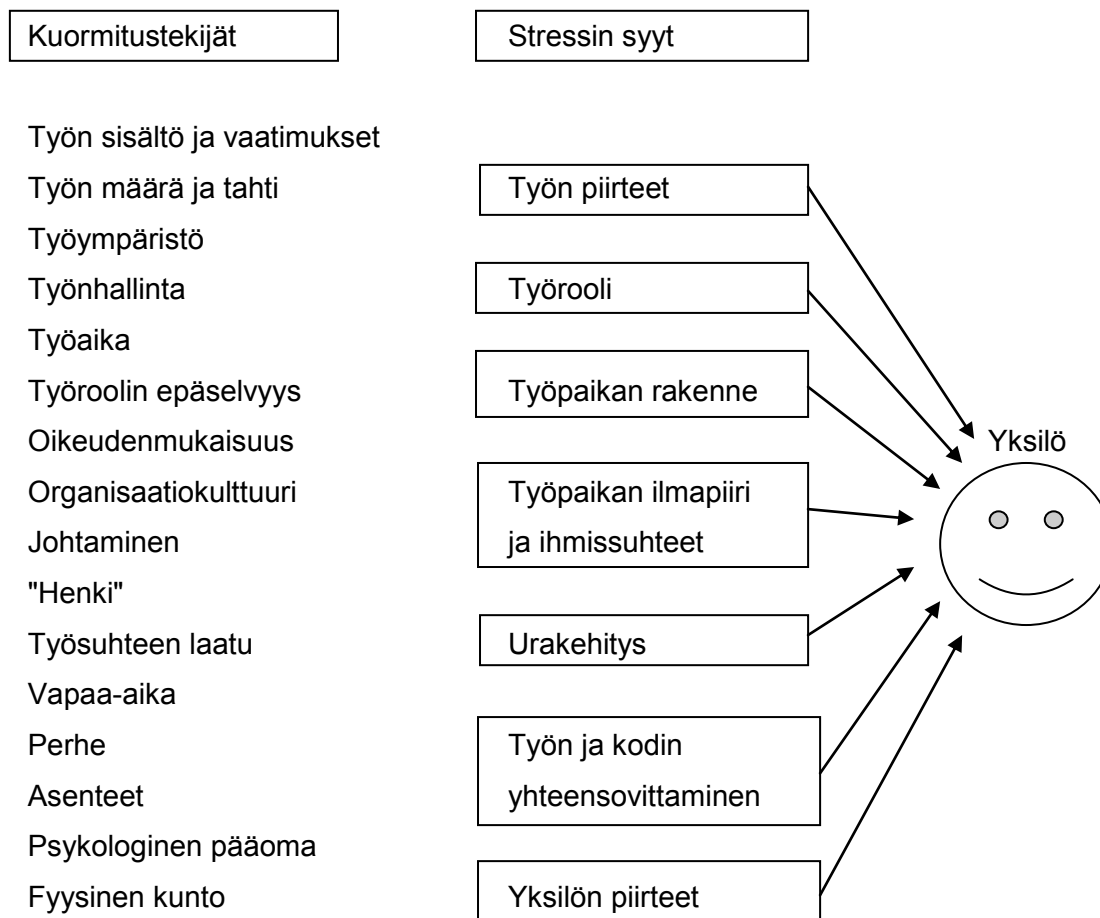 Kuormitustekijät
Stressin syyt
Työn sisältö ja vaatimukset
Työn määrä ja tahti
Työympäristö
Työnhallinta
Työaika
Työroolin epäselvyys
Oikeudenmukaisuus
Organisaatiokulttuuri
Johtaminen
"Henki"
Työsuhteen laatu
Vapaa-aika
Perhe
Asenteet
Psykologinen pääoma
Fyysinen kunto
Työn piirteet
Työrooli
Työpaikan rakenne
Työpaikan ilmapiiri
ja ihmissuhteet
Urakehitys
Työn ja kodin
yhteensovittaminen
Yksilön piirteet
Yksilö